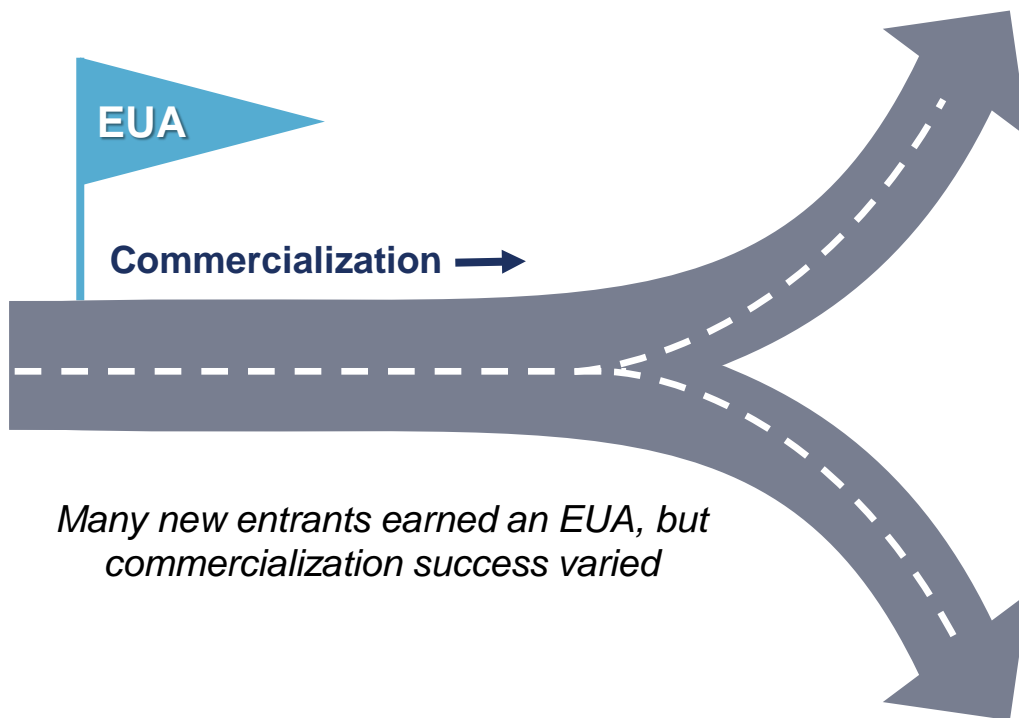 EUA
Commercialization
Many new entrants earned an EUA, but
commercialization success varied